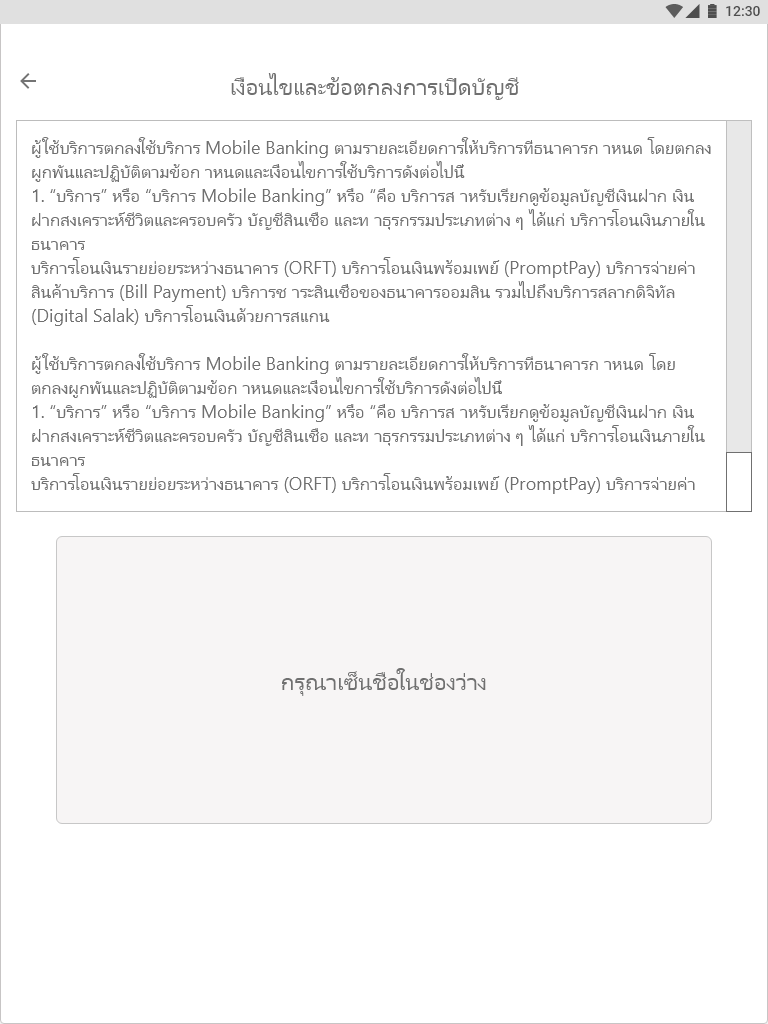 12:30
เงื่อนไขและข้อตกลงการเปิดบัญชี
ผู้ใช้บริการตกลงใช้บริการ Mobile Banking ตามรายละเอียดการให้บริการทีธนาคารก าหนด โดยตกลง
ผูกพันและปฏิบัติตามข้อก าหนดและเงือนไขการใช้บริการดังต่อไปนี
1. “บริการ” หรือ “บริการ Mobile Banking” หรือ “คือ บริการส าหรับเรียกดูข้อมูลบัญชีเงินฝาก เงิน
ฝากสงเคราะห์ชีวิตและครอบครัว บัญชีสินเชือ และท าธุรกรรมประเภทต่าง ๆ ได้แก่ บริการโอนเงินภายใน
ธนาคาร
บริการโอนเงินรายย่อยระหว่างธนาคาร (ORFT) บริการโอนเงินพร้อมเพย์ (PromptPay) บริการจ่ายค่า
สินค้าบริการ (Bill Payment) บริการช าระสินเชือของธนาคารออมสิน รวมไปถึงบริการสลากดิจิทัล
(Digital Salak) บริการโอนเงินด้วยการสแกน
ผู้ใช้บริการตกลงใช้บริการ Mobile Banking ตามรายละเอียดการให้บริการทีธนาคารก าหนด โดย
ตกลงผูกพันและปฏิบัติตามข้อก าหนดและเงือนไขการใช้บริการดังต่อไปนี
1. “บริการ” หรือ “บริการ Mobile Banking” หรือ “คือ บริการส าหรับเรียกดูข้อมูลบัญชีเงินฝาก เงิน
ฝากสงเคราะห์ชีวิตและครอบครัว บัญชีสินเชือ และท าธุรกรรมประเภทต่าง ๆ ได้แก่ บริการโอนเงินภายใน
ธนาคาร
บริการโอนเงินรายย่อยระหว่างธนาคาร (ORFT) บริการโอนเงินพร้อมเพย์ (PromptPay) บริการจ่ายค่า
กรุณาเซ็นชื่อในช่องว่าง